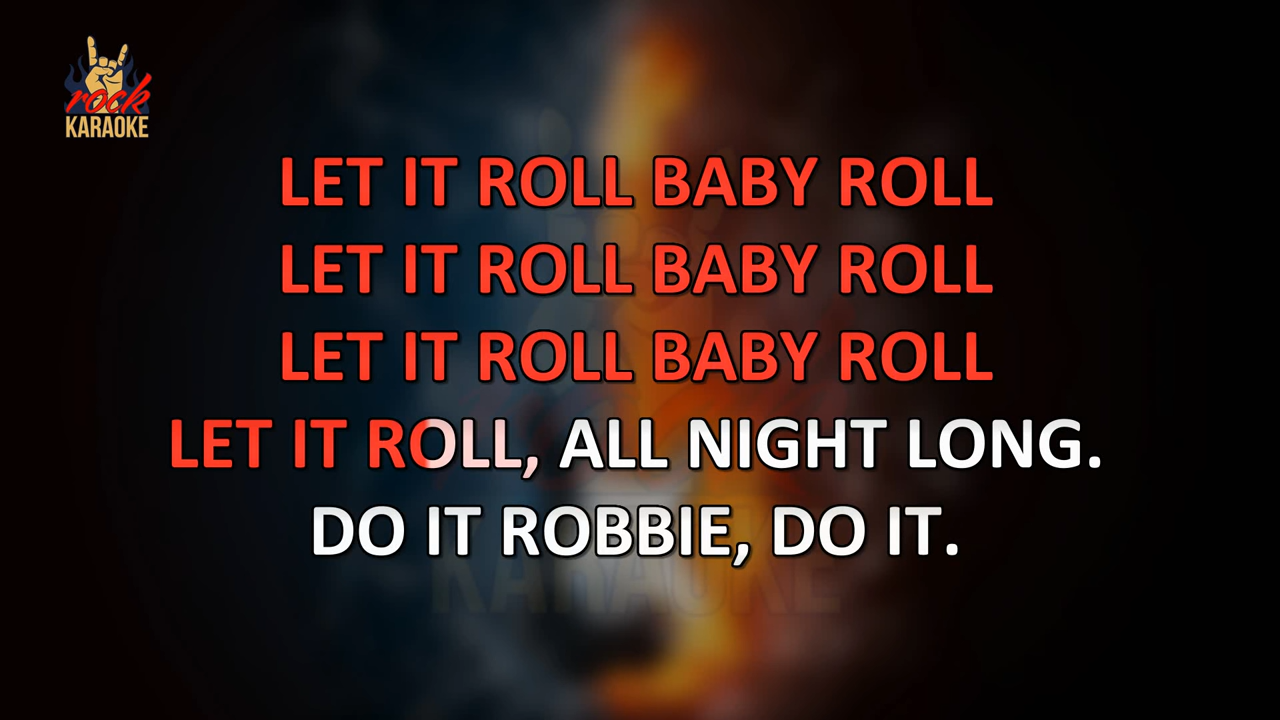 rock
KARAOKE
LET IT ROLL BABY ROLL
LET IT ROLL BABY ROLL
LET IT ROLL BABY ROLL
LET IT ROLL, ALL NIGHT LONG.
DO IT ROBBIE, DO IT.
KARAOKE